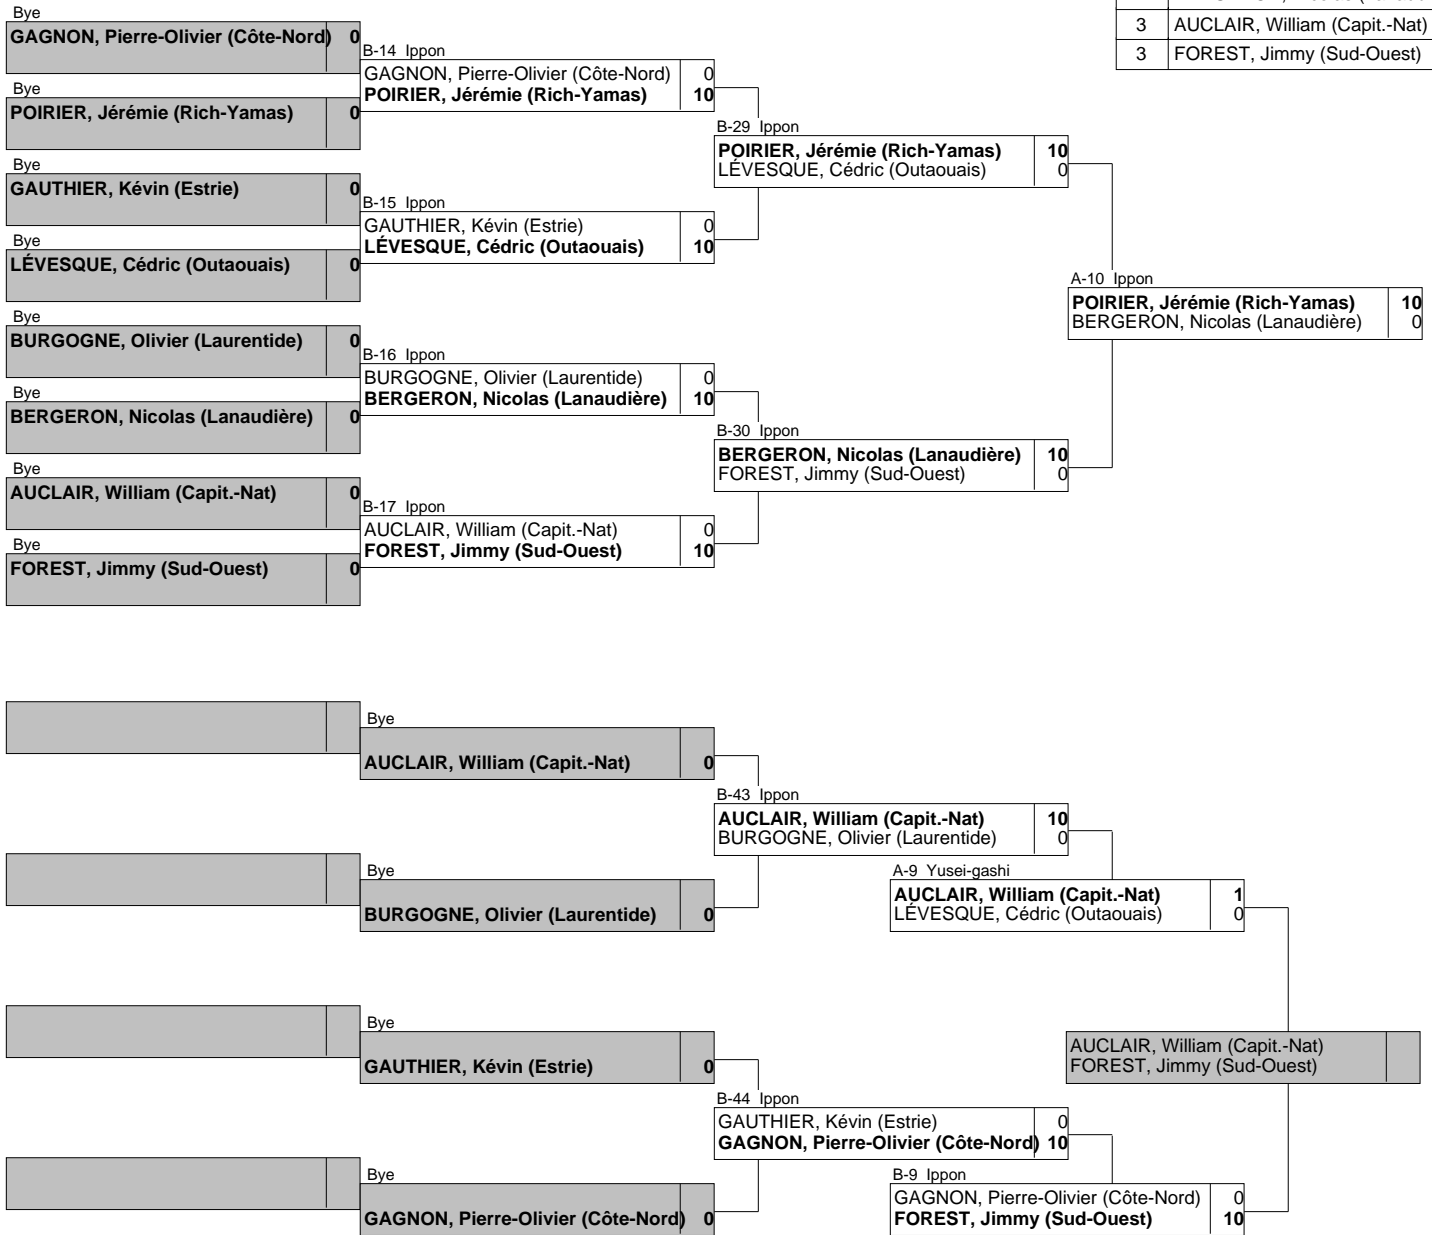 Bye
GAGNON, Pierre-Olivier (Côte-Nord) 0
Bye
POIRIER, Jérémie (Rich-Yamas) 0
Bye
GAUTHIER, Kévin (Estrie) 0
Bye
LÉVESQUE, Cédric (Outaouais) 0
Bye
BURGOGNE, Olivier (Laurentide) 0
Bye
BERGERON, Nicolas (Lanaudière) 0
Bye
AUCLAIR, William (Capit.-Nat) 0
Bye
FOREST, Jimmy (Sud-Ouest) 0
B-14 Ippon
GAGNON, Pierre-Olivier (Côte-Nord) 0
POIRIER, Jérémie (Rich-Yamas) 10
B-15 Ippon
GAUTHIER, Kévin (Estrie) 0
LÉVESQUE, Cédric (Outaouais) 10
B-16 Ippon
BURGOGNE, Olivier (Laurentide) 0
BERGERON, Nicolas (Lanaudière) 10
B-17 Ippon
AUCLAIR, William (Capit.-Nat) 0
FOREST, Jimmy (Sud-Ouest) 10
B-29 Ippon
POIRIER, Jérémie (Rich-Yamas) 10
LÉVESQUE, Cédric (Outaouais) 0
B-30 Ippon
BERGERON, Nicolas (Lanaudière) 10
FOREST, Jimmy (Sud-Ouest) 0
3 AUCLAIR, William (Capit.-Nat)
3 FOREST, Jimmy (Sud-Ouest)
A-10 Ippon
POIRIER, Jérémie (Rich-Yamas) 10
BERGERON, Nicolas (Lanaudière) 0
Bye
AUCLAIR, William (Capit.-Nat) 0
Bye
BURGOGNE, Olivier (Laurentide) 0
Bye
GAUTHIER, Kévin (Estrie) 0
Bye
GAGNON, Pierre-Olivier (Côte-Nord) 0
B-43 Ippon
AUCLAIR, William (Capit.-Nat) 10
BURGOGNE, Olivier (Laurentide) 0
B-44 Ippon
GAUTHIER, Kévin (Estrie) 0
GAGNON, Pierre-Olivier (Côte-Nord) 10
A-9 Yusei-gashi
AUCLAIR, William (Capit.-Nat) 1
LÉVESQUE, Cédric (Outaouais) 0
B-9 Ippon
GAGNON, Pierre-Olivier (Côte-Nord) 0
FOREST, Jimmy (Sud-Ouest) 10
AUCLAIR, William (Capit.-Nat)
FOREST, Jimmy (Sud-Ouest)